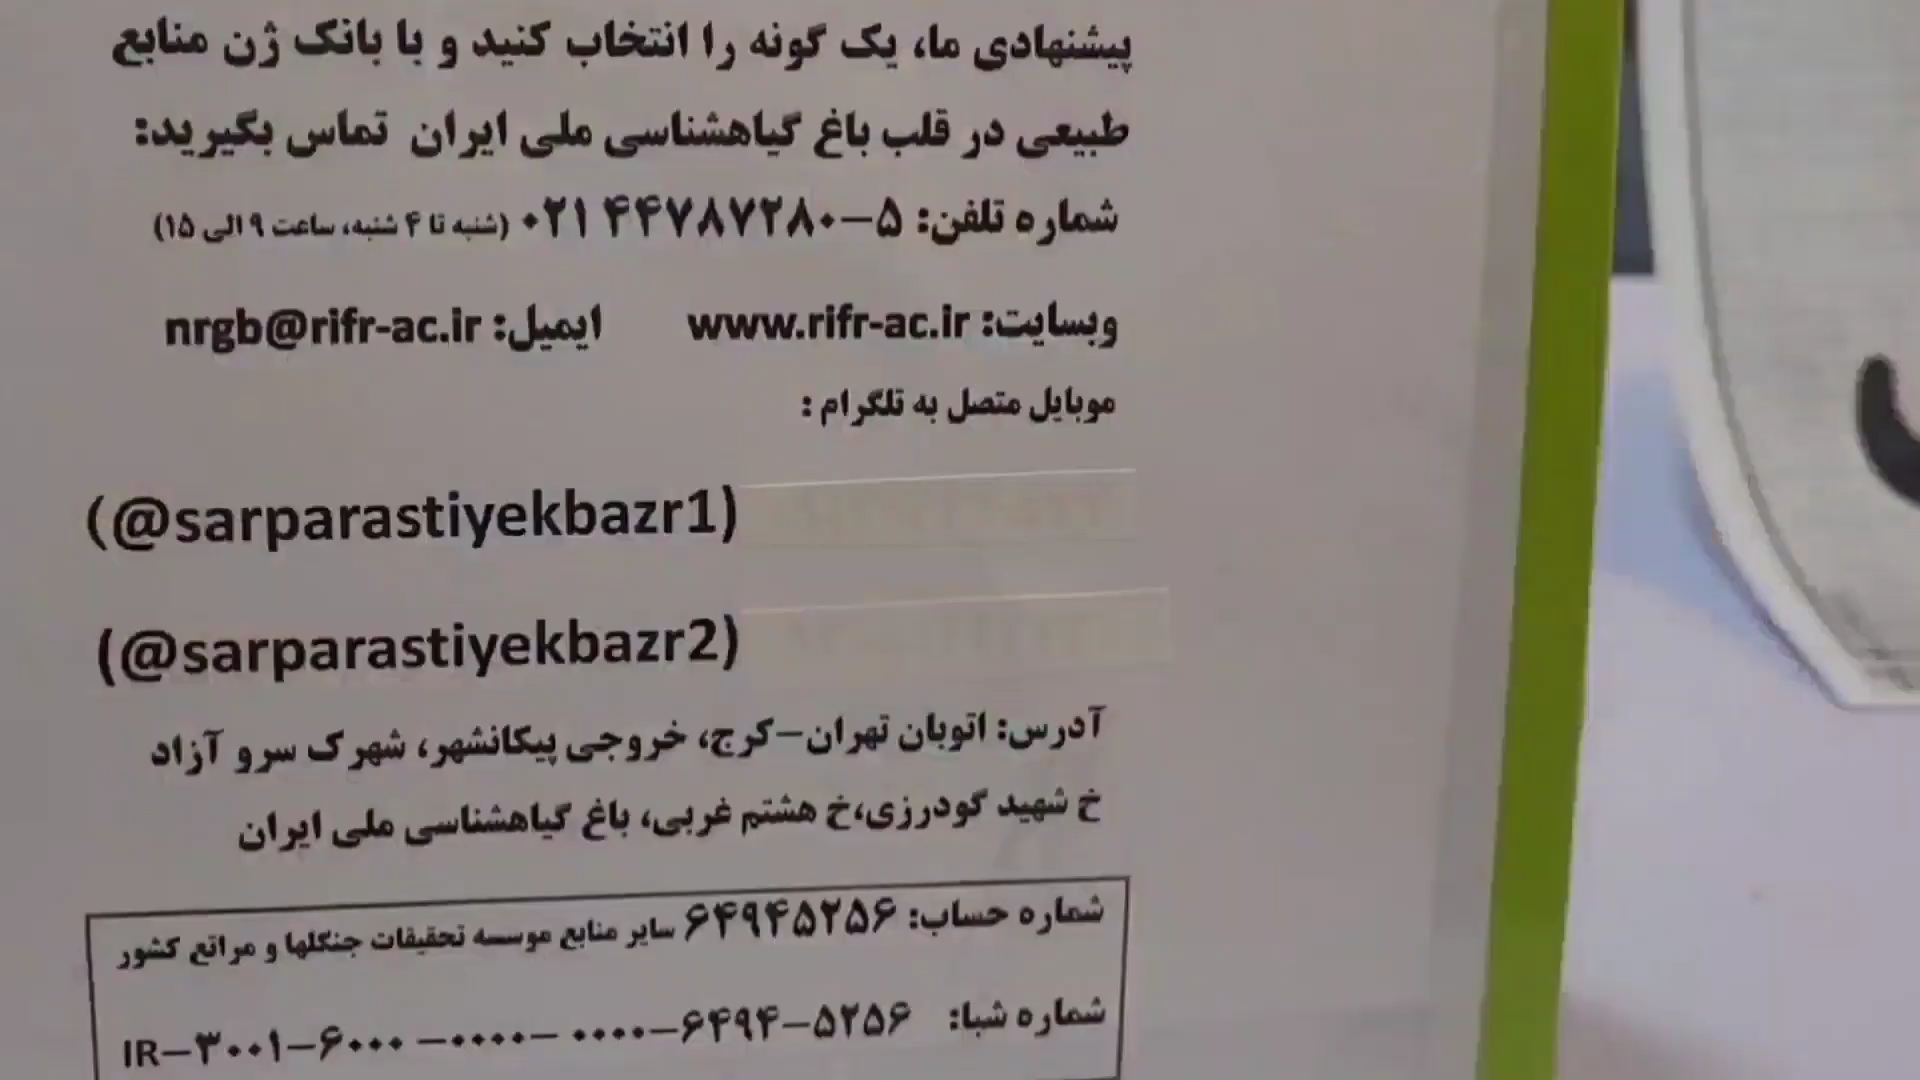 پیشنهادی ما، یک گونه را انتخاب کنید و با بانک ژن منابع
طبیعی در قلب باغ گیاهشناسی ملی ایران تماس بگیرید:
شماره تلفن: ۵-۴۴۷۸۷۲۸۰ ۰۲۱ (شنبه تا ۴ شنبه، ساعت ۹ الی ۱۵)
وبسایت: www.rifr-ac.ir ایمیل: nrgb@rifr-ac.ir
موبایل متصل به تلگرام :
(@sarparastiyekbazr1)
(@sarparastiyekbazr2)
آدرس: اتوبان تهران-کرج، خروجی پیکانشهر، شهرک سرو آزاد
خ شهید گودرزی،خ هشتم غربی، باغ گیاهشناسی ملی ایران
شماره حساب: ۶۴۹۴۵۲۵۶ سایر منابع موسسه تحقیقات جنگلها و مراتع کشور
شماره شبا: IR-۳۰۰۱-۶۰۰۰-۰۰۰۰-۰۰۰۰-۶۴۹۴-۵۲۵۶